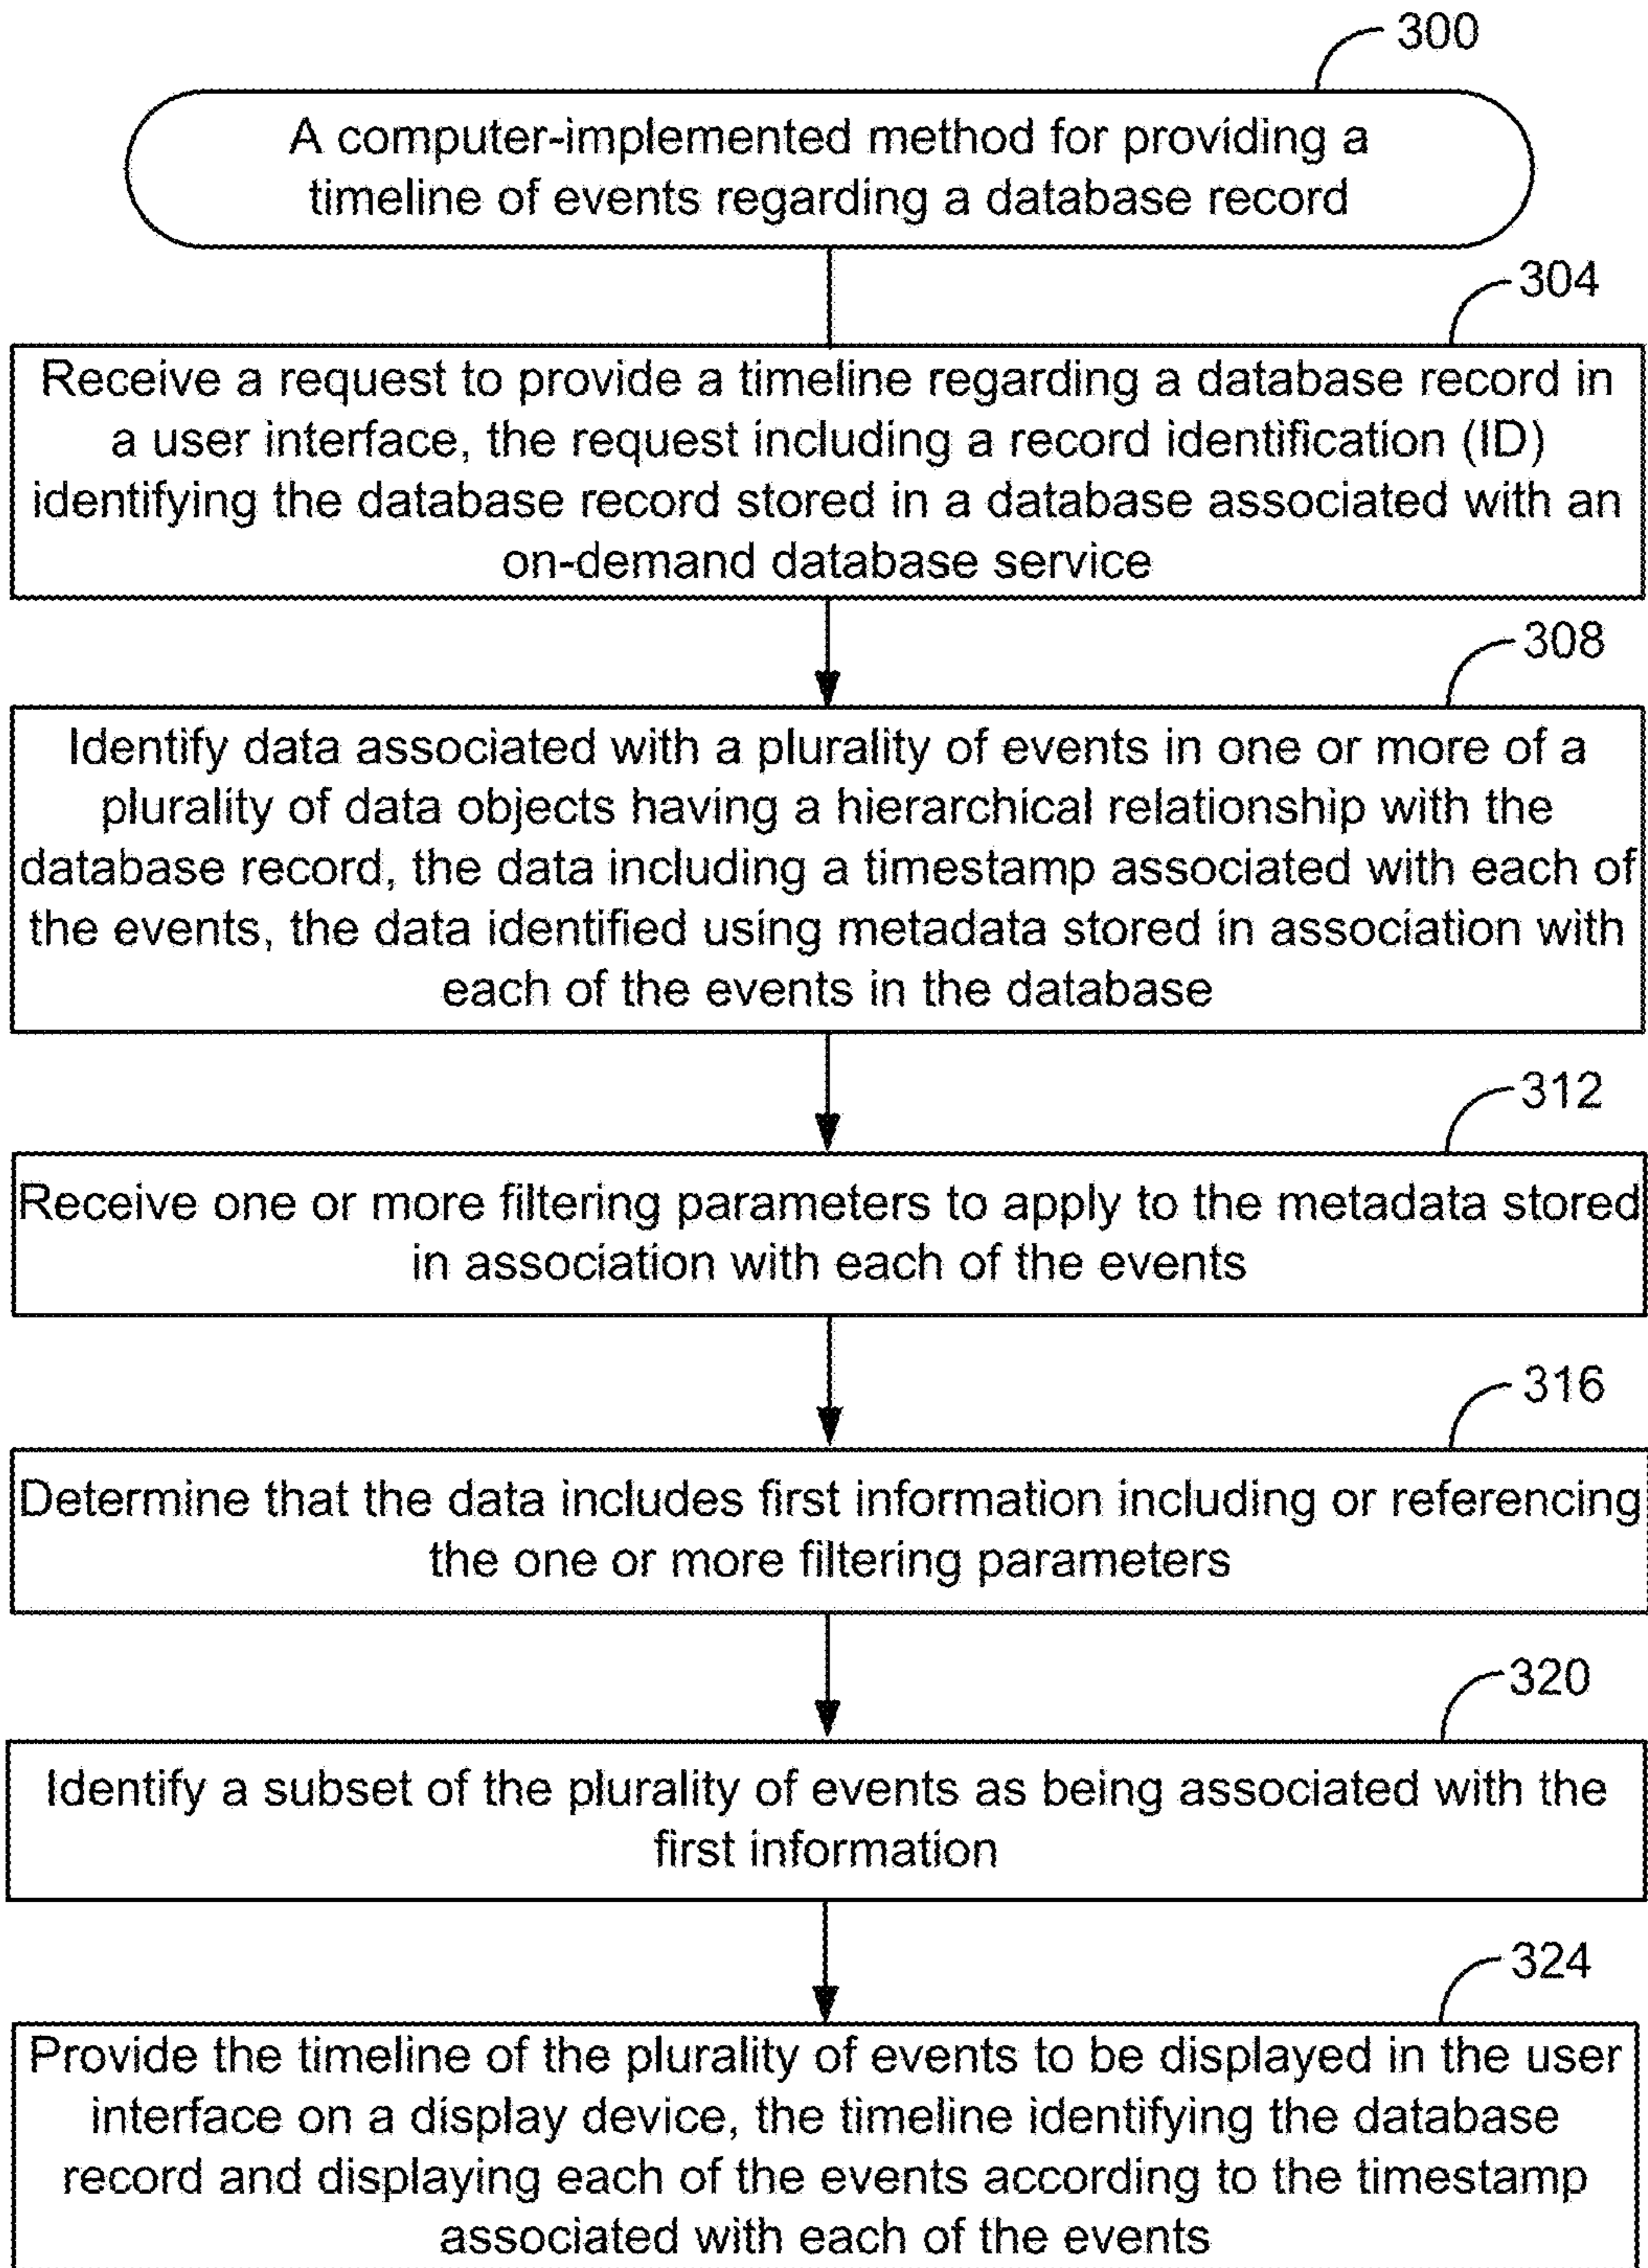 300
A computer-implemented method for providing a
timeline of events regarding a database record
304
Receive a request to provide a timeline regarding a database record in
a user interface, the request including a record identification (ID)
identifying the database record stored in a database associated with an
on-demand database service
308
Identify data associated with a plurality of events in one or more of a
plurality of data objects having a hierarchical relationship with the
database record, the data including a timestamp associated with each of
the events, the data identified using metadata stored in association with
each of the events in the database
312
Receive one or more filtering parameters to apply to the metadata stored
in association with each of the events
316
Determine that the data includes first information including or referencing
the one or more filtering parameters
320
Identify a subset of the plurality of events as being associated with the
first information
324
Provide the timeline of the plurality of events to be displayed in the user
interface on a display device, the timeline identifying the database
record and displaying each of the events according to the timestamp
associated with each of the events